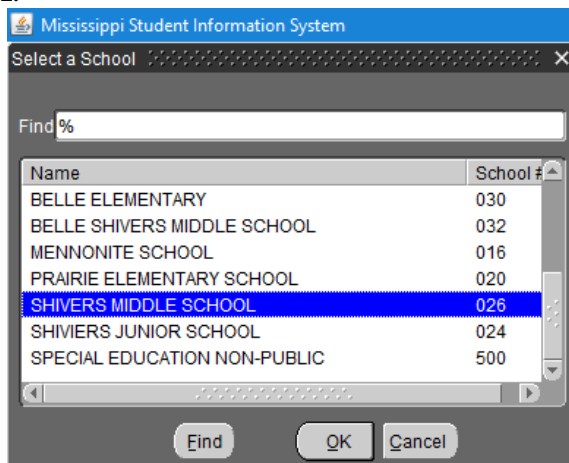 Mississippi Student Information System
Select a School
Find %
Name School #
BELLE ELEMENTARY 030
BELLE SHIVERS MIDDLE SCHOOL 032
MENNONITE SCHOOL 016
PRAIRIE ELEMENTARY SCHOOL 020
SHIVERS MIDDLE SCHOOL 026
SHIVIERS JUNIOR SCHOOL 024
SPECIAL EDUCATION NON-PUBLIC 500
Find OK Cancel